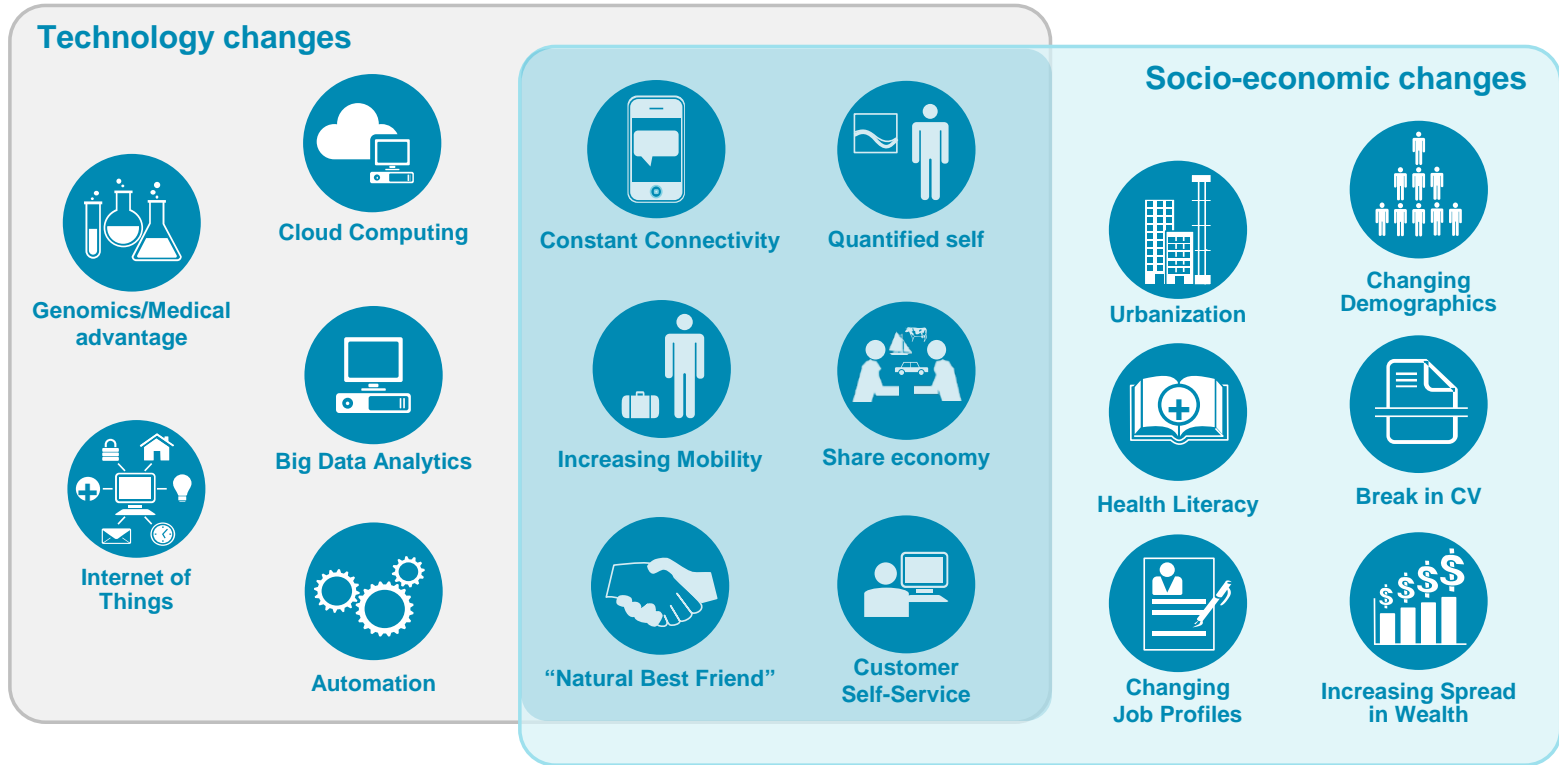 Technology changes
Socio-economic changes
Cloud Computing
Genomics/Medical
advantage
Big Data Analytics
Internet of
Things
Automation
Constant Connectivity
Quantified self
Increasing Mobility
Share economy
“Natural Best Friend”
Customer
Self-Service
Urbanization
Changing
Demographics
Health Literacy
Break in CV
Changing
Job Profiles
$ $ $ $
Increasing Spread
in Wealth